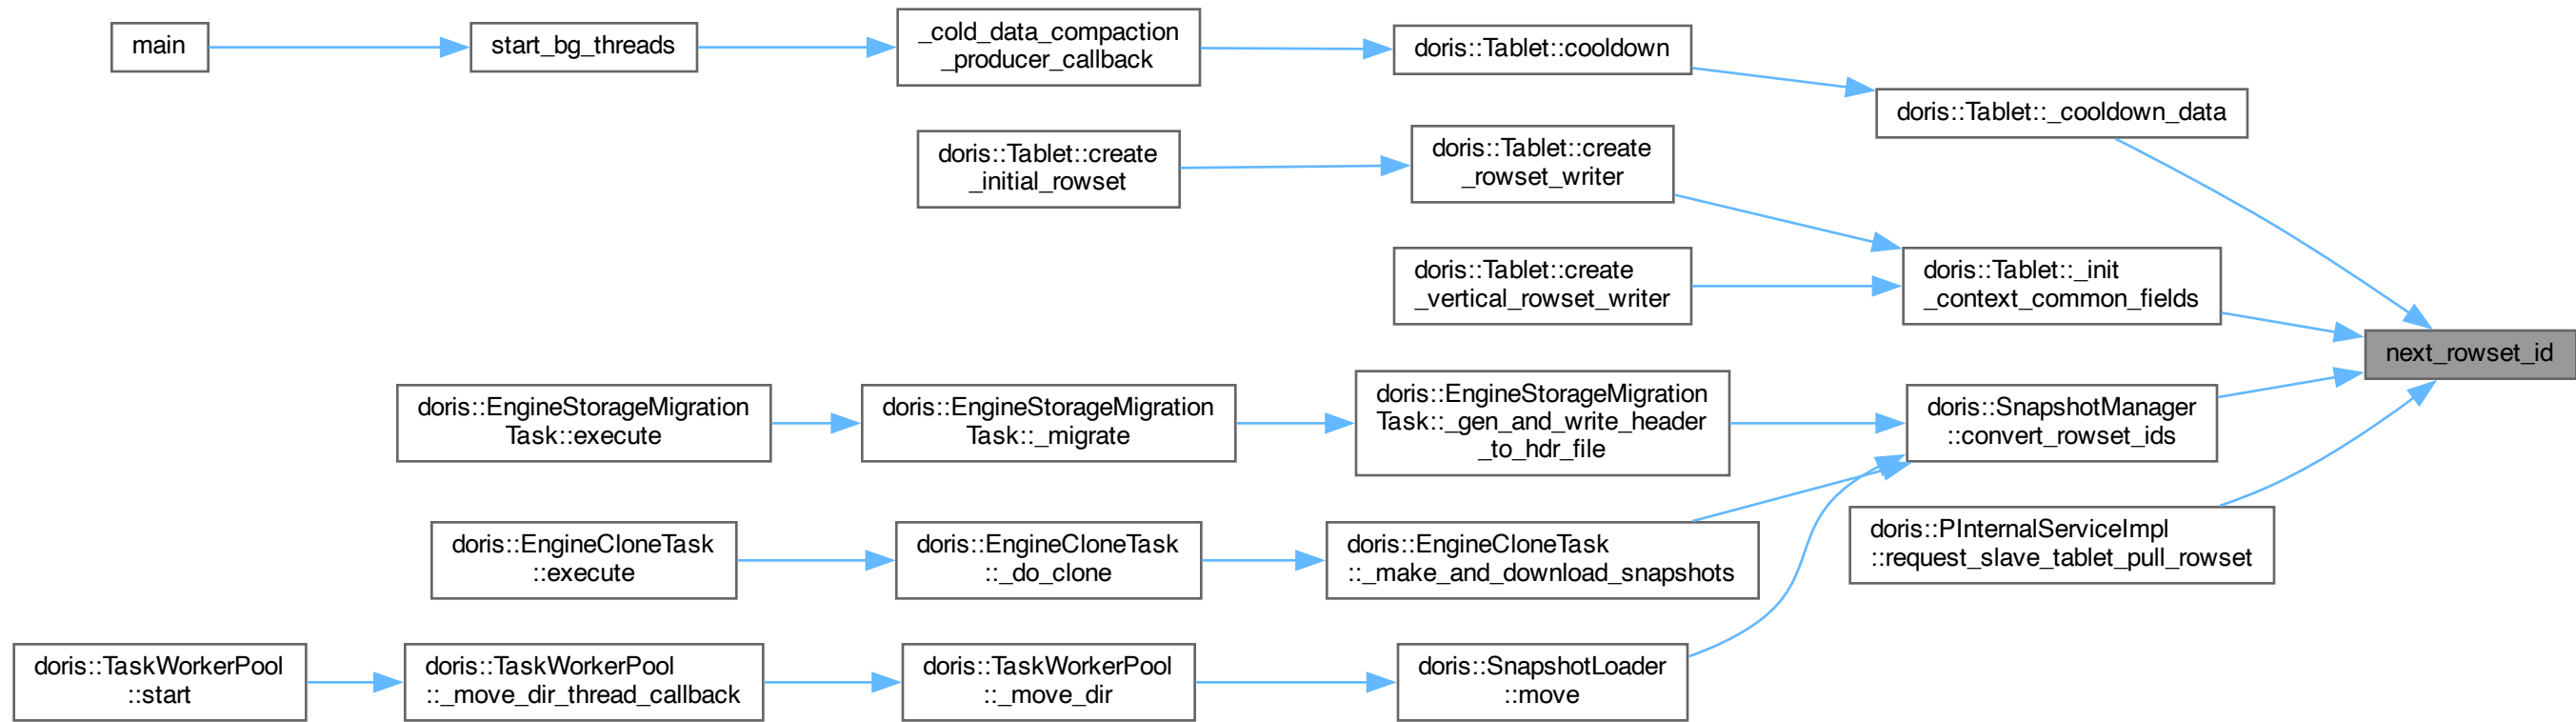 main
start_bg_threads
_cold_data_compaction
_producer_callback
doris::Tablet::cooldown
doris::Tablet::_cooldown_data
doris::Tablet::create
_initial_rowset
doris::Tablet::create
_rowset_writer
doris::Tablet::create
_vertical_rowset_writer
doris::Tablet::_init
_context_common_fields
next_rowset_id
doris::EngineStorageMigration
Task::execute
doris::EngineStorageMigration
Task::_migrate
doris::EngineStorageMigration
Task::_gen_and_write_header
_to_hdr_file
doris::SnapshotManager
::convert_rowset_ids
doris::EngineCloneTask
::execute
doris::EngineCloneTask
::_do_clone
doris::EngineCloneTask
::_make_and_download_snapshots
doris::PInternalServiceImpl
::request_slave_tablet_pull_rowset
doris::TaskWorkerPool
::start
doris::TaskWorkerPool
::_move_dir_thread_callback
doris::TaskWorkerPool
::_move_dir
doris::SnapshotLoader
::move